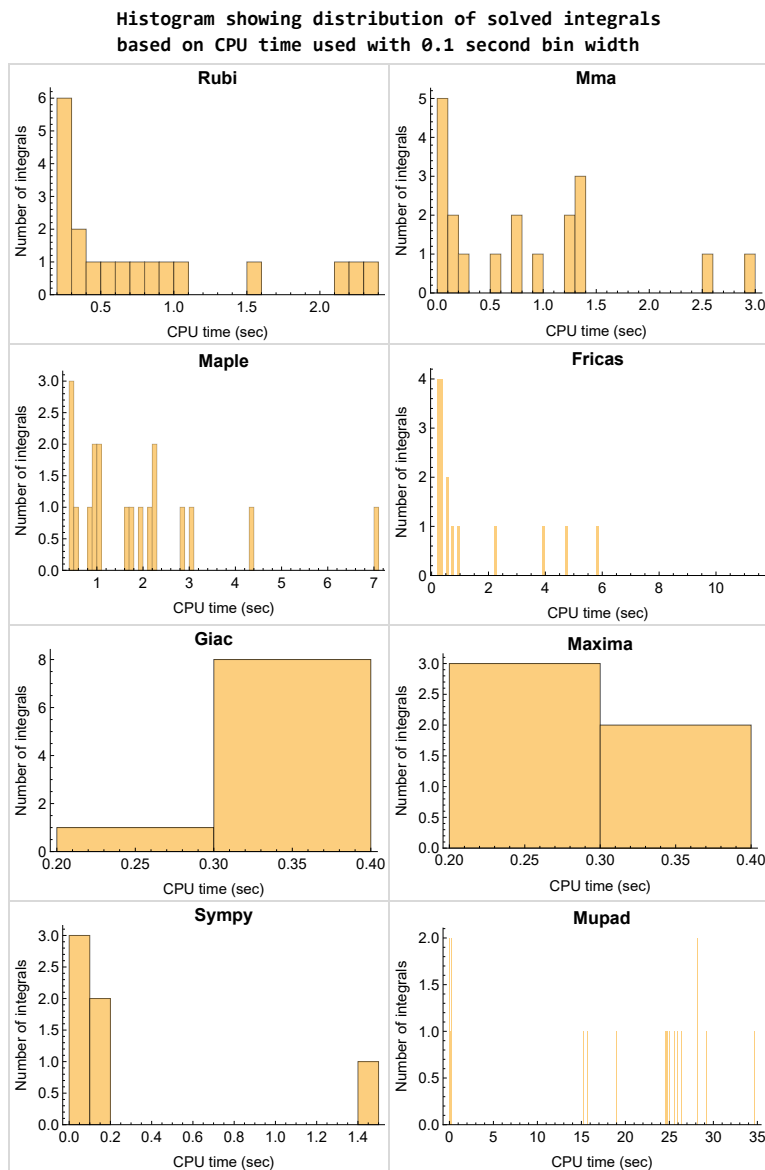 Histogram showing distribution of solved integrals
based on CPU time used with 0.1 second bin width
Rubi
Number of integrals
6
5
4
3
2
1
0
0.5 1.0 1.5 2.0
CPU time (sec)
Mma
Number of integrals
5
4
3
2
1
0
0.0 0.5 1.0 1.5 2.0 2.5 3.0
CPU time (sec)
Maple
Number of integrals
3.0
2.5
2.0
1.5
1.0
0.5
0.0
1 2 3 4 5 6 7
CPU time (sec)
Fricas
Number of integrals
4
3
2
1
0
0 2 4 6 8 10
CPU time (sec)
Giac
Number of integrals
8
6
4
2
0
0.20 0.25 0.30 0.35 0.40
CPU time (sec)
Maxima
Number of integrals
3.0
2.5
2.0
1.5
1.0
0.5
0.0
0.20 0.25 0.30 0.35 0.40
CPU time (sec)
Sympy
Number of integrals
3.0
2.5
2.0
1.5
1.0
0.5
0.0
0.0 0.2 0.4 0.6 0.8 1.0 1.2 1.4
CPU time (sec)
Mupad
Number of integrals
2.0
1.5
1.0
0.5
0.0
0 5 10 15 20 25 30 35
CPU time (sec)